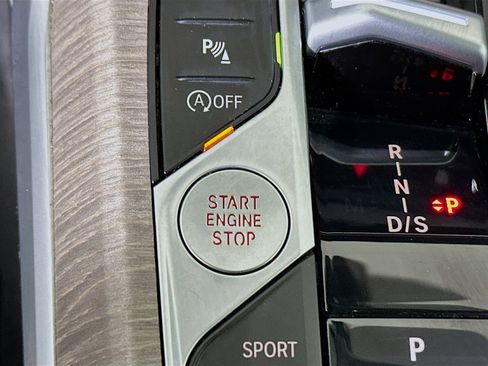 P
A OFF
R
N
D/S
P
START
ENGINE
STOP
SPORT
P